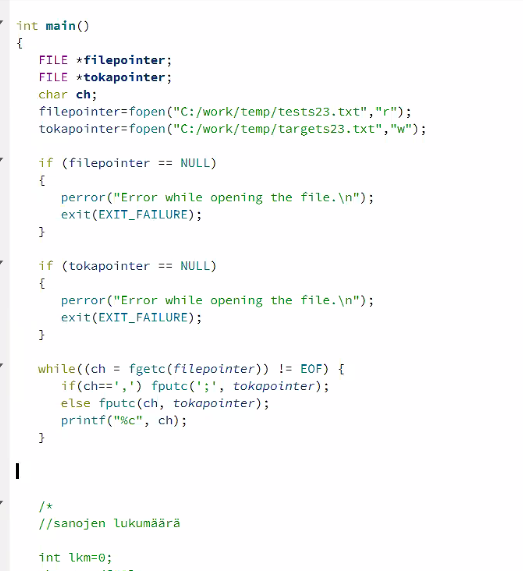 int main()
{
FILE *filepointer;
FILE *tokapointer;
char ch;
filepointer=fopen("C:/work/temp/tests23.txt","r");
tokapointer=fopen("C:/work/temp/targets23.txt","w");
if (filepointer == NULL)
{
perror("Error while opening the file.\n");
exit(EXIT_FAILURE);
}
if (tokapointer == NULL)
{
perror("Error while opening the file.\n");
exit(EXIT_FAILURE);
}
while((ch = fgetc(filepointer)) != EOF) {
if(ch==',') fputc(';', tokapointer);
else fputc(ch, tokapointer);
printf("%c", ch);
}
/*
//sanojen lukumäärä
int lkm=0;